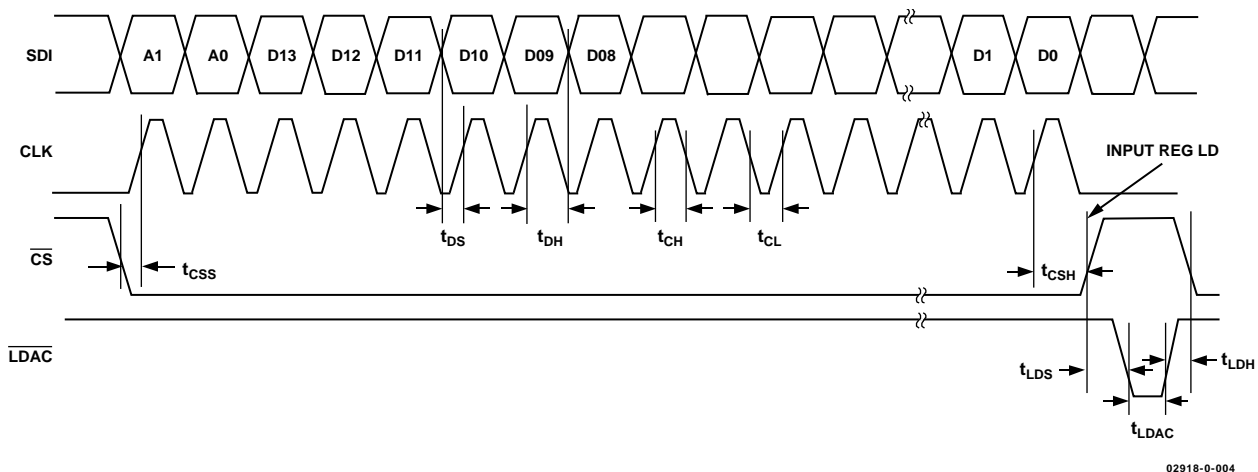 SDI A1 A0 D13 D12 D11 D10 D09 D08 D1 D0
CLK
INPUT REG LD
tDS tDH tCH tCL
CS
tCSS tCSH
LDAC
tLDS tLDH
tLDAC
02918-0-004